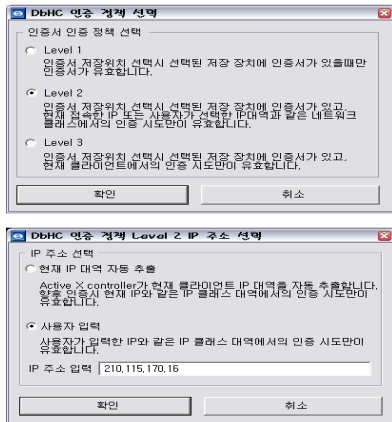 DbHC 인증 정책 선택
인증서 인증 정책 선택
Level 1
인증서 저장위치 선택시 선택된 저장 장치에 인증서가 있을때만
인증서가 유효합니다.
Level 2
인증서 저장위치 선택시 선택된 저장 장치에 인증서가 있고,
현재 접속한 IP 또는 사용자가 선택한 IP대역과 같은 네트워크
클래스에서의 인증 시도만이 유효합니다.
Level 3
인증서 저장위치 선택시 선택된 저장 장치에 인증서가 있고,
현재 클라이언트에서의 인증 시도만이 유효합니다.
확인
취소
DbHC 인증 정책 Level 2 IP 주소 선택
IP 주소 선택
현재 IP 대역 자동 추출
Active X controller가 현재 클라이언트 IP 대역을 자동 추출합니다.
향후 인증시 현재 IP와 같은 IP 클래스 대역에서의 인증 시도만이
유효합니다.
사용자 입력
사용자가 입력한 IP와 같은 IP 클래스 대역에서의 인증 시도만이
유효합니다.
IP 주소 입력 210,115,170,16
확인
취소